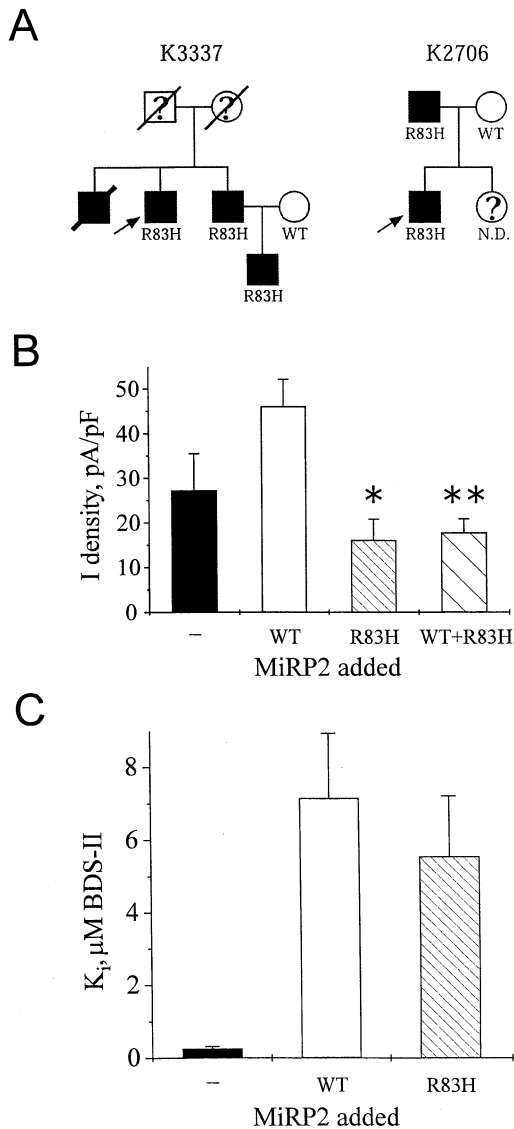 A
K3337 K2706
? ?
R83H WT
R83H R83H WT R83H ?
N.D.
R83H
B
I density, pA/pF
50
40
30
20
10
0
* **
– WT R83H WT+R83H
MiRP2 added
C
Ki, μM BDS-II
8
6
4
2
0
– WT R83H
MiRP2 added